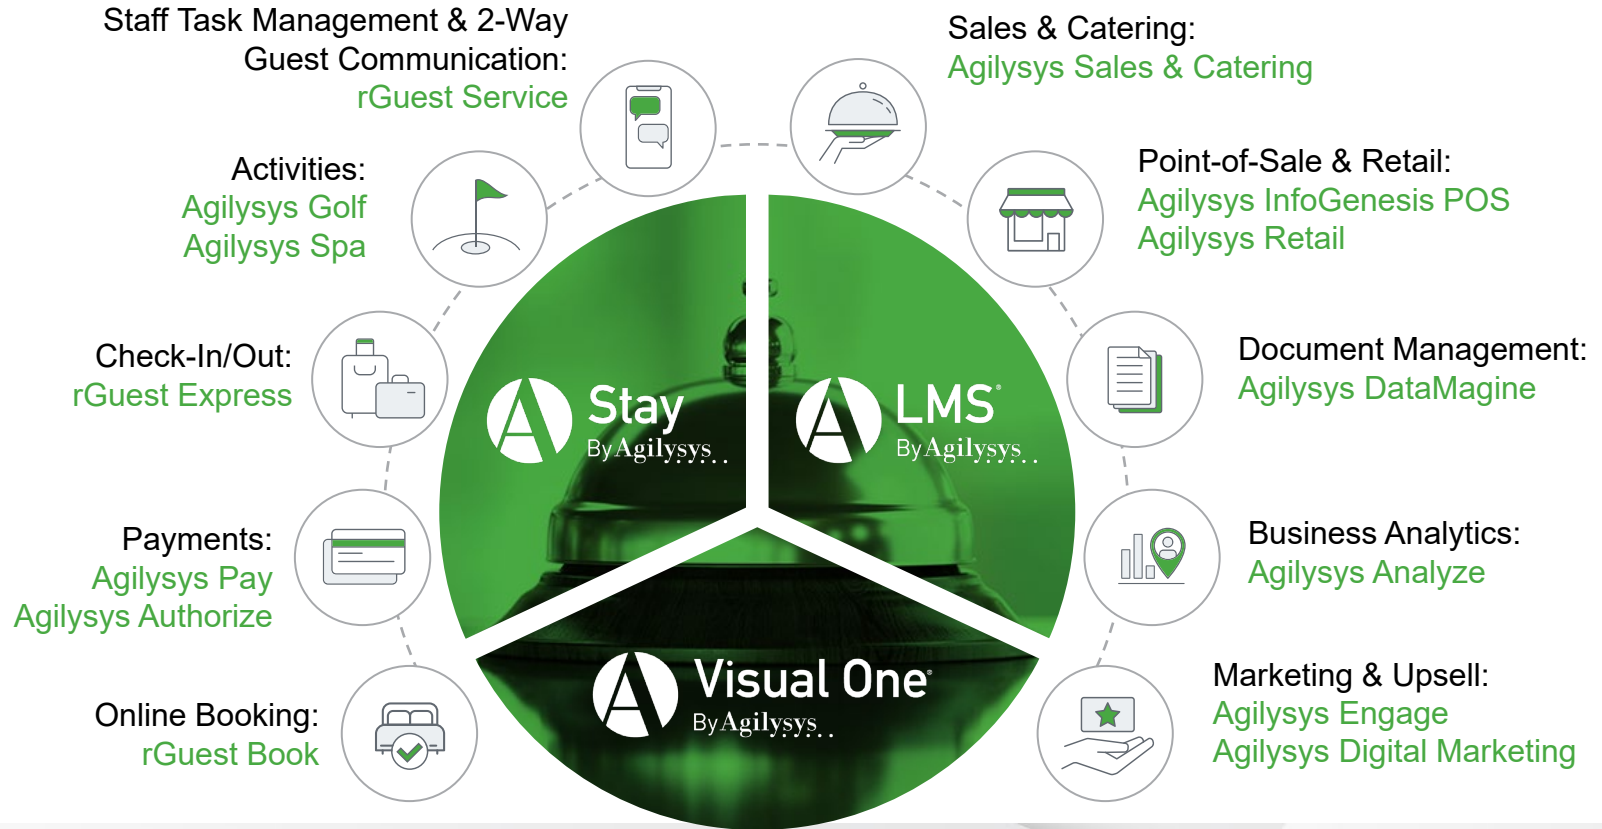 Staff Task Management & 2-Way
Guest Communication:
rGuest Service
Sales & Catering:
Agilysys Sales & Catering
Activities:
Agilysys Golf
Agilysys Spa
Point-of-Sale & Retail:
Agilysys InfoGenesis POS
Agilysys Retail
Check-In/Out:
rGuest Express
Document Management:
Agilysys DataMagine
Stay
By Agilysys
LMS®
By Agilysys
Payments:
Agilysys Pay
Agilysys Authorize
Business Analytics:
Agilysys Analyze
Visual One®
By Agilysys
Online Booking:
rGuest Book
Marketing & Upsell:
Agilysys Engage
Agilysys Digital Marketing